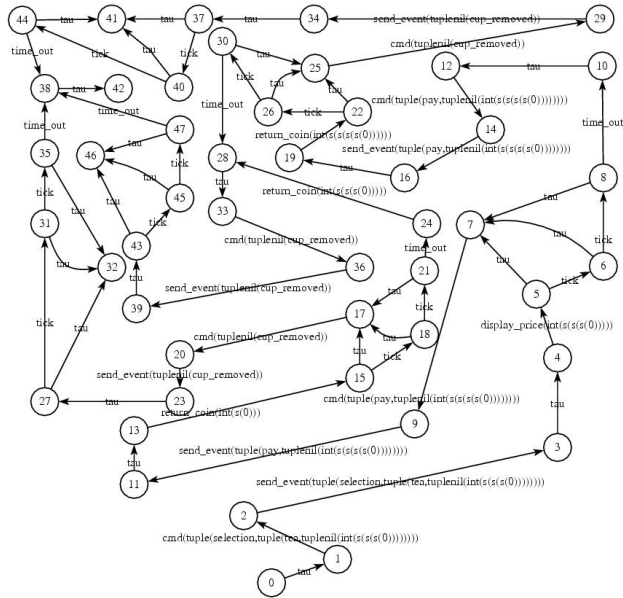 44 tau 41 tau 37 tau 34 send_event(tuplenil(cup_removed)) 29
time_out tick tau tick 30 tau cmd(tuplenil(cup_removed))
38 tau 42 40 25 12 tau 10
time_out time_out tau tau cmd(tuple(pay,tuplenil(int(s(s(s(s(0))))))))
tick 26 tick 22
time_out 47 return_coin(int(s(s(s(s(0)))))) 14 time_out
35 46 tau tick 28 19 tau 16 send_event(tuple(pay,tuplenil(int(s(s(s(s(0))))))))
tick tau tau 45 tau return_coin(int(s(s(s(s(0))))) 8
31 tau tick 33 24 7 tau tau
43 cmd(tuplenil(cup_removed)) time_out tick
tau 32 tau 36 21 tau 6
39 send_event(tuplenil(cup_removed)) tau tick 5 tick
tick tau 17 tau 18 display_price(int(s(s(s(0)))))
20 cmd(tuplenil(cup_removed)) tau tick 4
send_event(tuplenil(cup_removed)) 15
27 tau 23 cmd(tuple(pay,tuplenil(int(s(s(s(s(0)))))))) tau
13 return_coin(int(s(0))) 9
tau send_event(tuple(pay,tuplenil(int(s(s(s(s(0)))))))) 3
11 send_event(tuple(selection,tuple(tea,tuplenil(int(s(s(s(0))))))))
2
cmd(tuple(selection,tuple(tea,tuplenil(int(s(s(s(0))))))))
1
0 tau